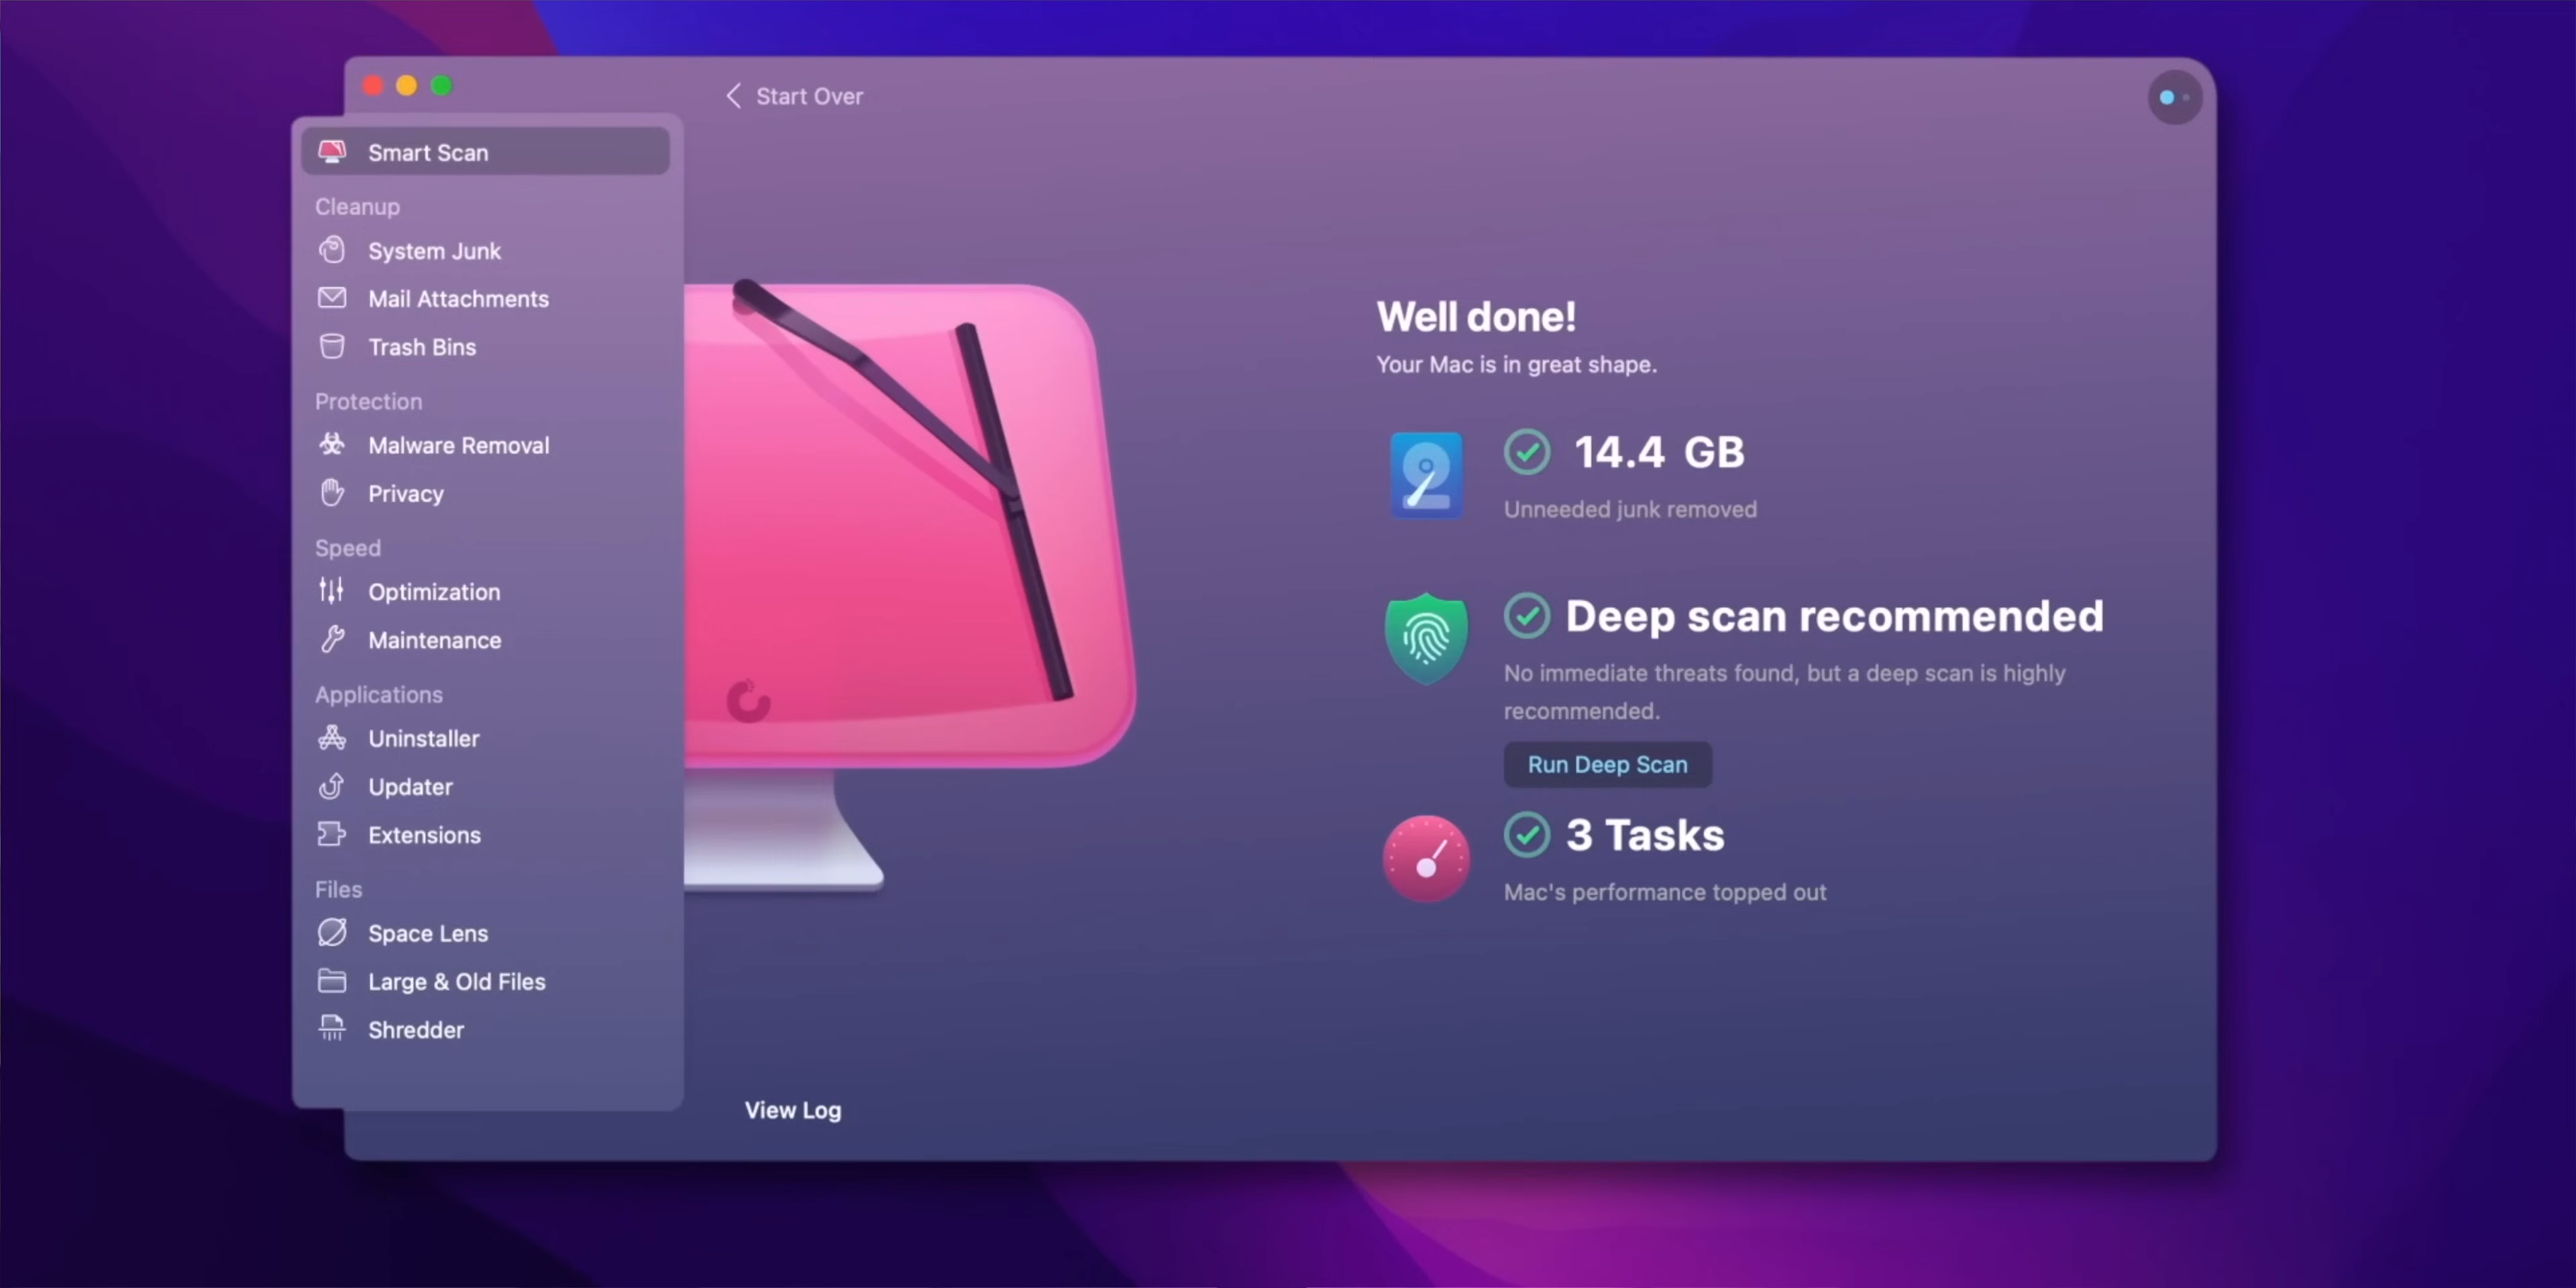 Start Over
Smart Scan
Cleanup
System Junk
Mail Attachments
Trash Bins
Protection
Malware Removal
Privacy
Speed
Optimization
Maintenance
Applications
Uninstaller
Updater
Extensions
Files
Space Lens
Large & Old Files
Shredder
Well done!
Your Mac is in great shape.
14.4 GB
Unneeded junk removed
Deep scan recommended
No immediate threats found, but a deep scan is highly
recommended.
Run Deep Scan
3 Tasks
Mac's performance topped out
View Log